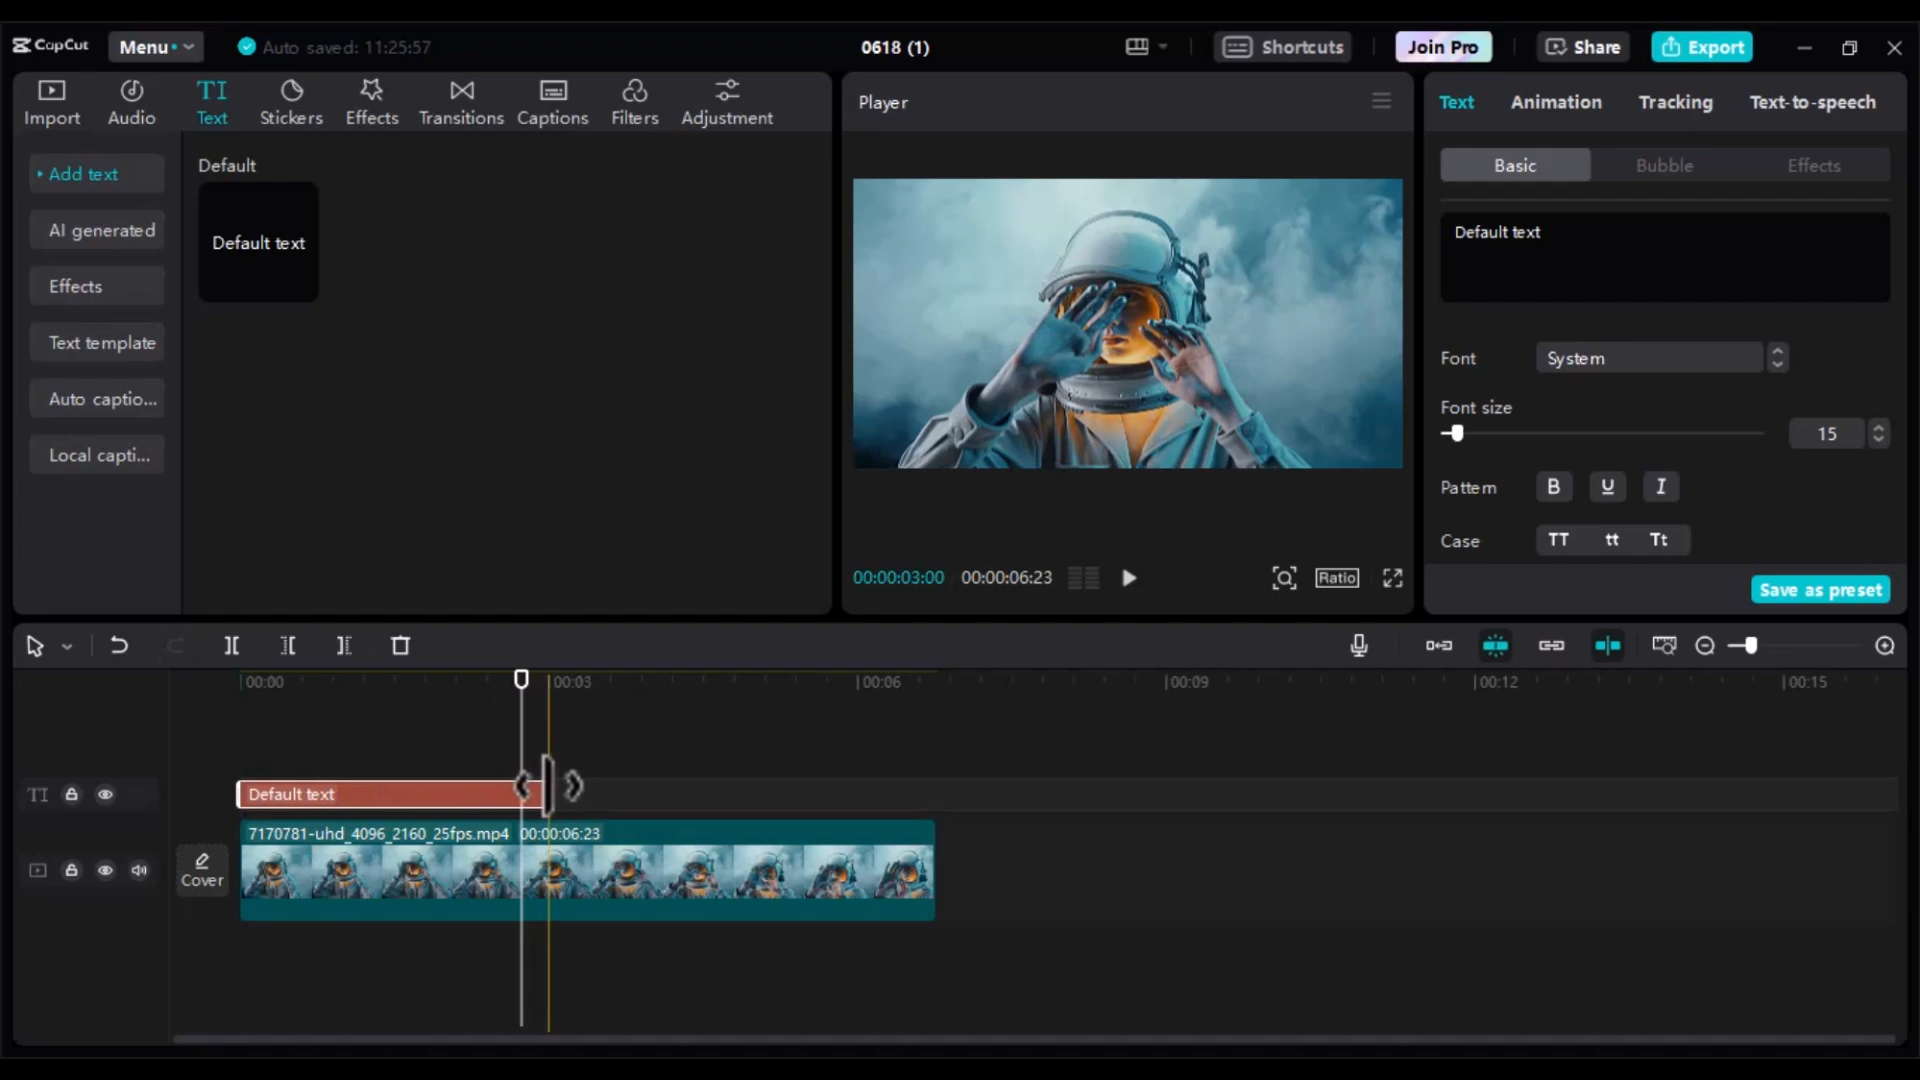 CapCut
Menu
Auto saved: 11:25:57
0618 (1)
Shortcuts
Join Pro
Share
Export
Import
Audio
TI
Text
Stickers
Effects
Transitions
Captions
Filters
Adjustment
Add text
AI generated
Effects
Text template
Auto captio...
Local capti...
Default
Default text
Player
00:00:03:00
00:00:06:23
Ratio
Text
Animation
Tracking
Text-to-speech
Basic
Bubble
Effects
Default text
Font
System
Font size
15
Pattern
B
U
I
Case
TT
tt
Tt
Save as preset
00:00
00:03
00:06
00:09
00:12
00:15
TI
Default text
7170781-uhd_4096_2160_25fps.mp4 00:00:06:23
Cover